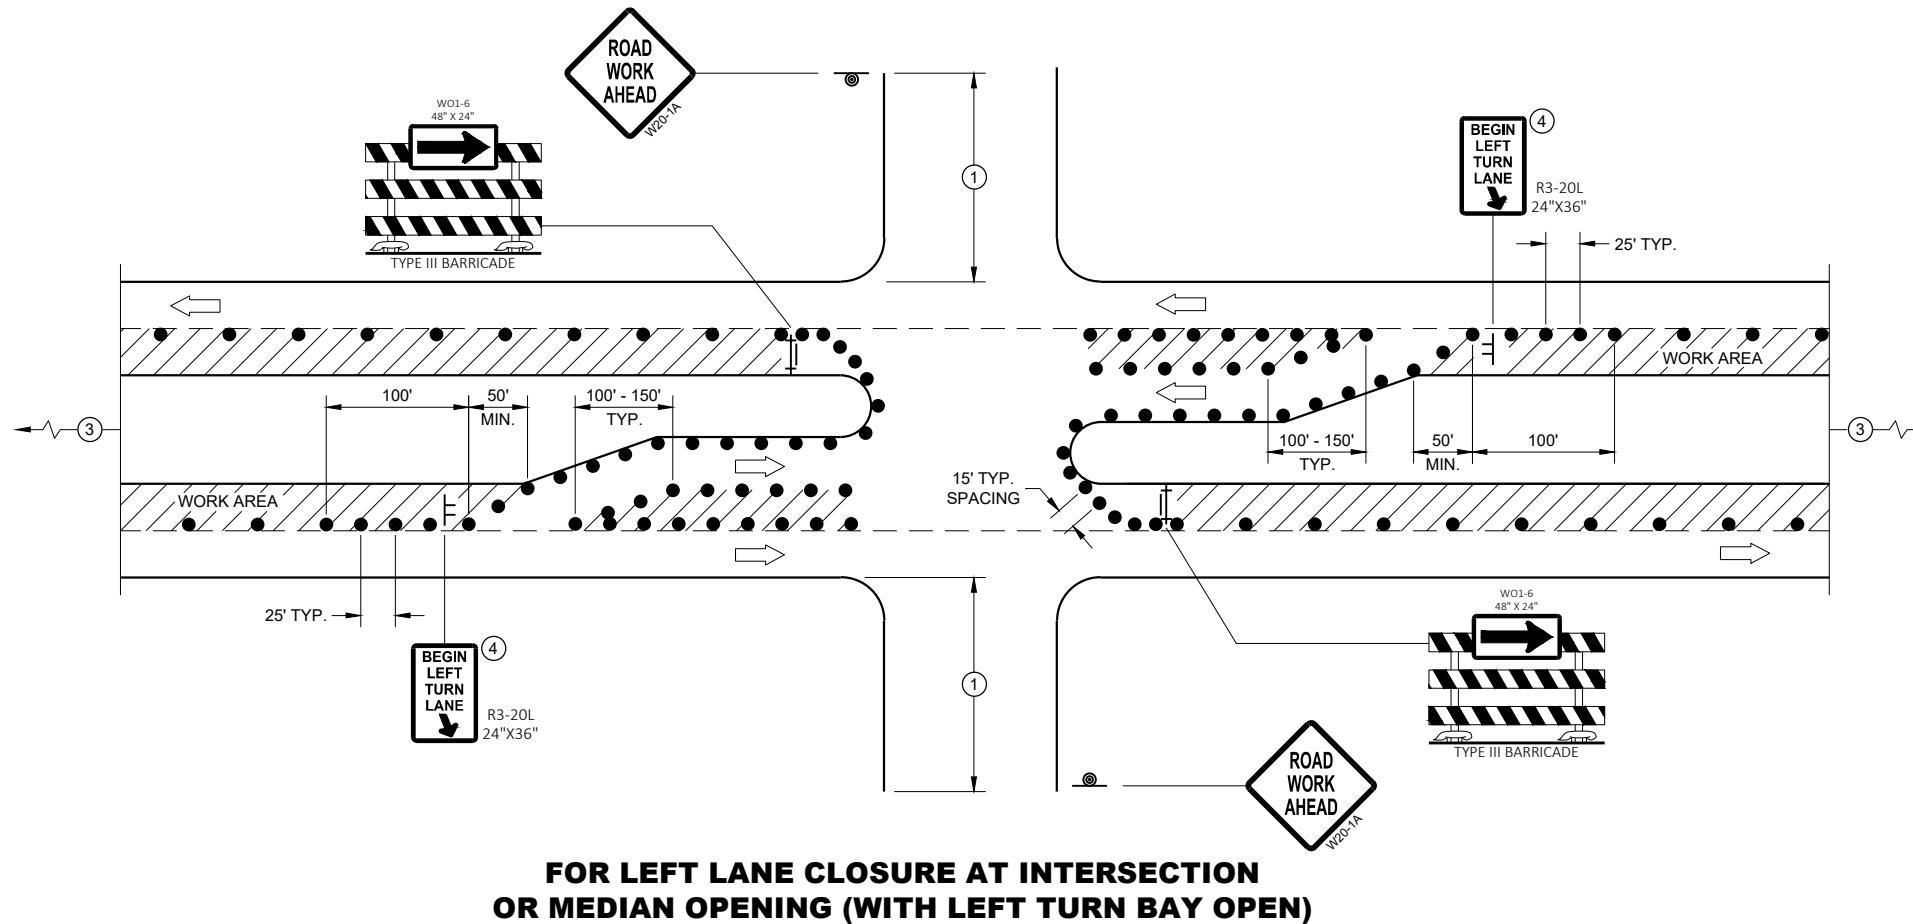 ROAD
WORK
AHEAD
W20-1A
WO1-6
48" X 24"
TYPE III BARRICADE
1
BEGIN
LEFT
TURN
LANE
4
R3-20L
24"X36"
25' TYP.
WORK AREA
100'
50'
MIN.
100' - 150'
TYP.
3
100' - 150'
TYP.
50'
MIN.
100'
3
WORK AREA
15' TYP.
SPACING
25' TYP.
BEGIN
LEFT
TURN
LANE
4
R3-20L
24"X36"
1
WO1-6
48" X 24"
TYPE III BARRICADE
ROAD
WORK
AHEAD
W20-1A
FOR LEFT LANE CLOSURE AT INTERSECTION
OR MEDIAN OPENING (WITH LEFT TURN BAY OPEN)